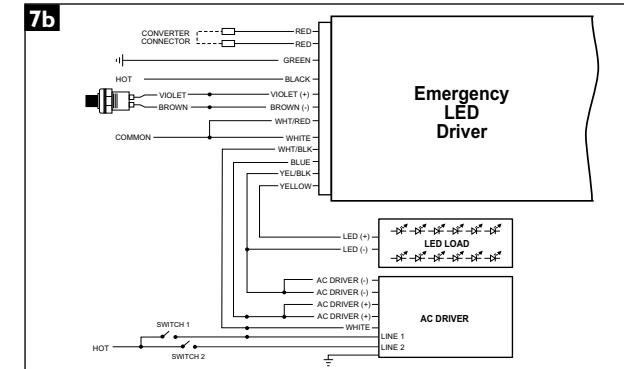 7b
CONVERTER
CONNECTOR
RED
RED
GREEN
HOT
BLACK
VIOLET
VIOLET (+)
BROWN
BROWN (-)
WHT/RED
COMMON
WHITE
WHT/BLK
BLUE
YEL/BLK
YELLOW
Emergency
LED
Driver
LED (+)
LED (-)
LED LOAD
AC DRIVER (-)
AC DRIVER (-)
AC DRIVER (+)
AC DRIVER (+)
WHITE
AC DRIVER
SWITCH 1
LINE 1
HOT
LINE 2
SWITCH 2